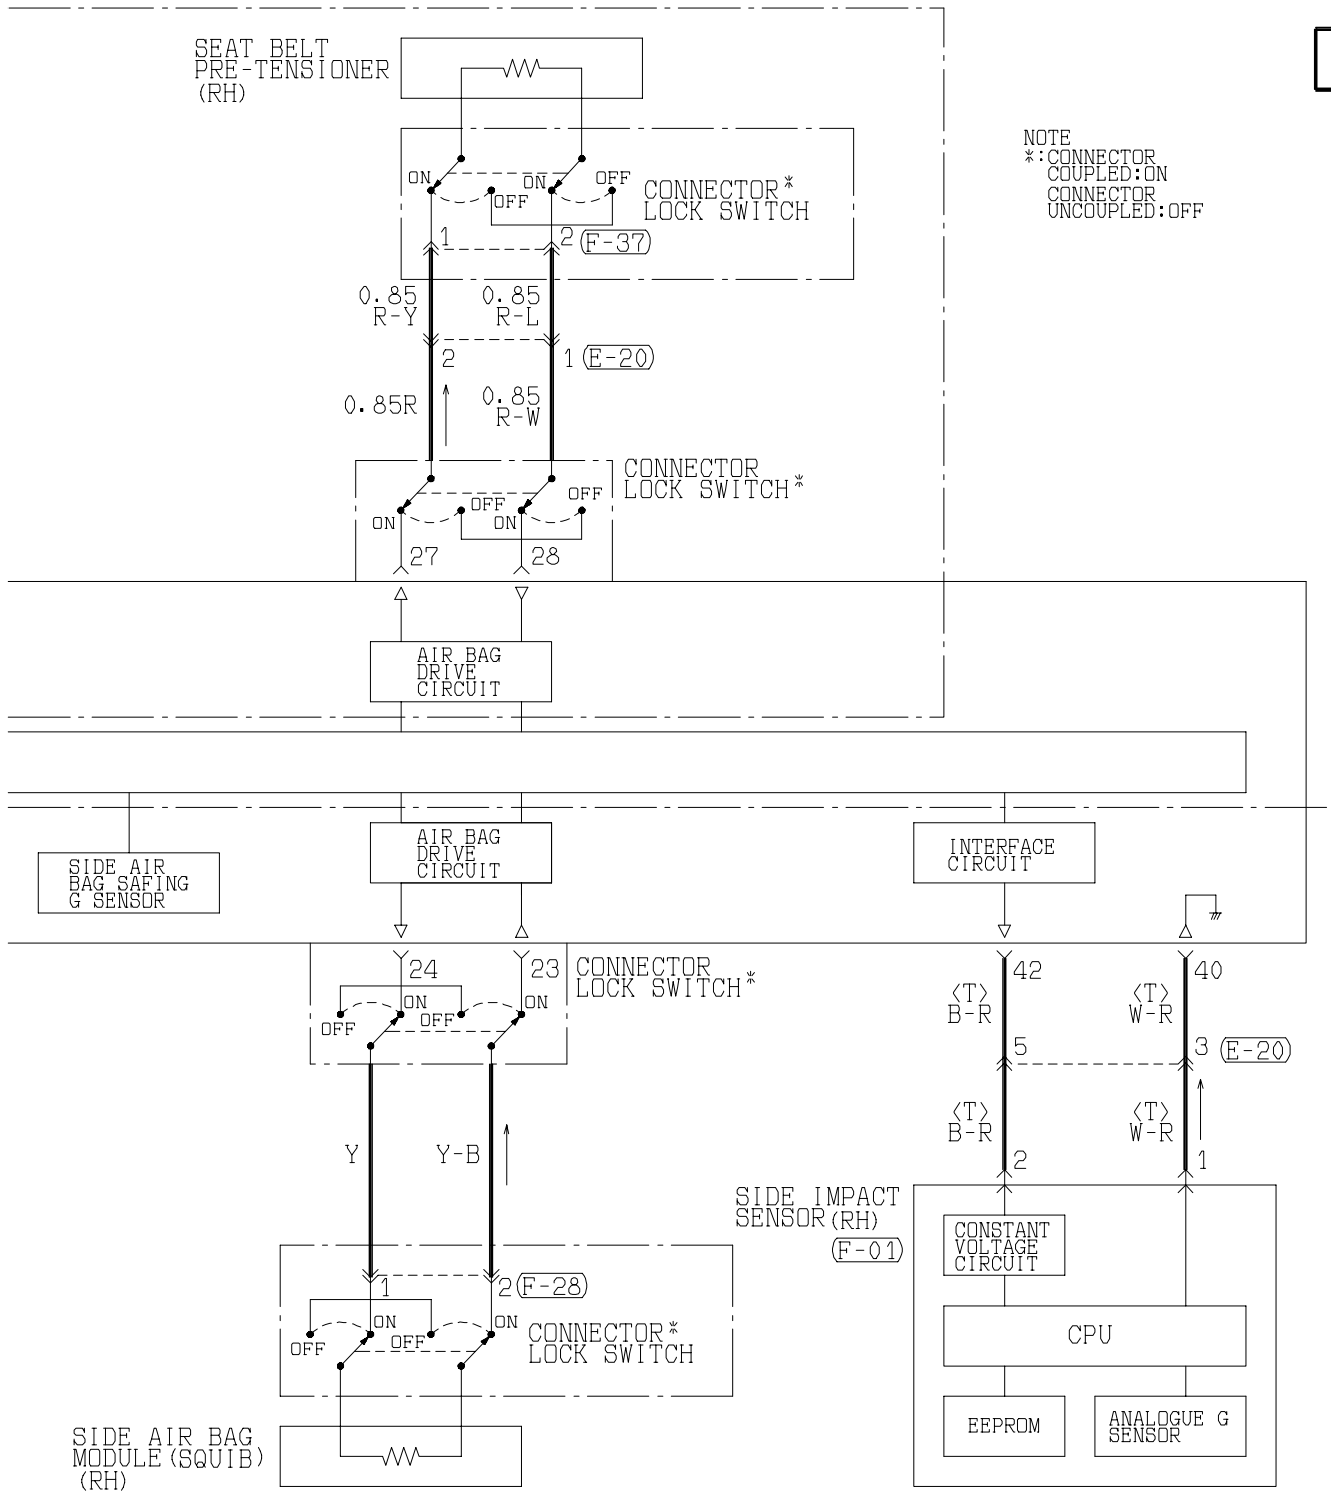 SEAT BELT
PRE-TENSIONER
(RH)
NOTE
*:CONNECTOR
COUPLED:ON
CONNECTOR
UNCOUPLED:OFF
ON
OFF
ON
OFF
CONNECTOR*
LOCK SWITCH
1
2
F-37
0.85
R-Y
0.85
R-L
2
1
E-20
0.85R
0.85
R-W
CONNECTOR
LOCK SWITCH*
ON
OFF
ON
OFF
27
28
AIR BAG
DRIVE
CIRCUIT
AIR BAG
DRIVE
CIRCUIT
INTERFACE
CIRCUIT
SIDE AIR
BAG SAFING
G SENSOR
24
23
CONNECTOR
LOCK SWITCH*
OFF
ON
OFF
ON
42
40
<T>
B-R
<T>
W-R
5
3
E-20
<T>
B-R
<T>
W-R
2
1
Y
Y-B
SIDE IMPACT
SENSOR(RH)
F-01
CONSTANT
VOLTAGE
CIRCUIT
1
2
F-28
OFF
ON
OFF
ON
CONNECTOR*
LOCK SWITCH
CPU
EEPROM
ANALOGUE G
SENSOR
SIDE AIR BAG
MODULE(SQUIB)
(RH)